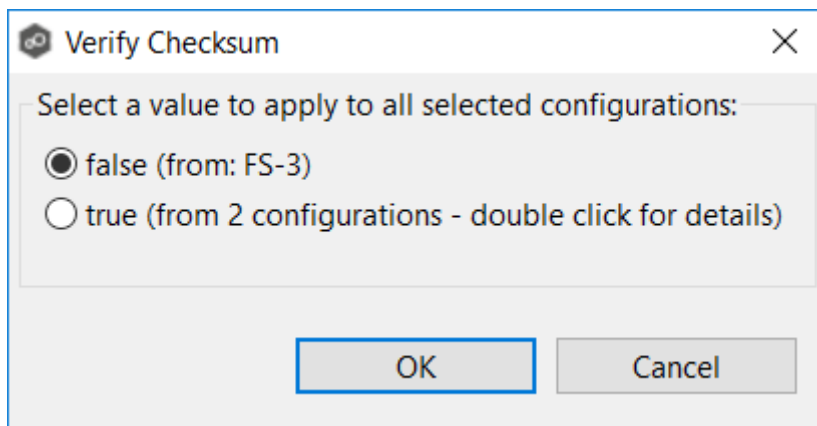 Verify Checksum
Select a value to apply to all selected configurations:
false (from: FS-3)
true (from 2 configurations - double click for details)
OK
Cancel